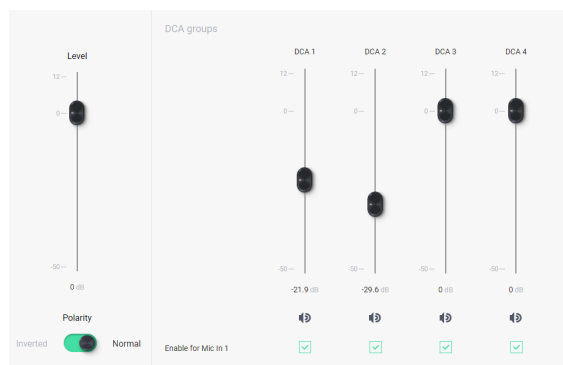 DCA groups
Level
DCA 1 DCA 2 DCA 3 DCA 4
12 12 12 12 12
0 0 0 0 0
-50 -50 -50 -50 -50
0 dB -21.9 dB -29.6 dB 0 dB 0 dB
Polarity
Inverted Normal
Enable for Mic In 1